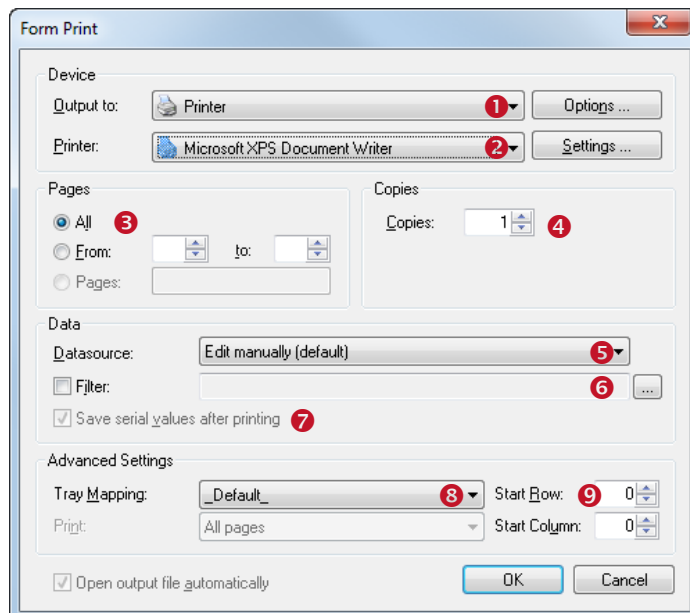 Form Print
Device
Output to: Printer 1 Options ...
Printer: Microsoft XPS Document Writer 2 Settings ...
Pages Copies
All 3 Copies: 1 4
From: to:
Pages:
Data
Datasource: Edit manually (default) 5
Filter: 6 ...
Save serial values after printing 7
Advanced Settings
Tray Mapping: _Default_ 8 Start Row: 9 0
Print: All pages Start Column: 0
Open output file automatically OK Cancel